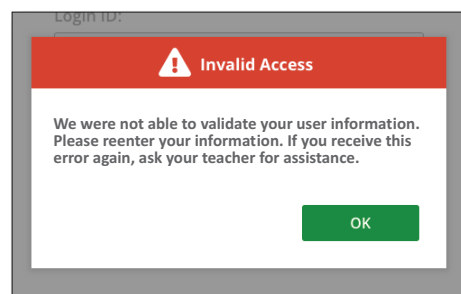 Login ID:
Invalid Access
We were not able to validate your user information.
Please reenter your information. If you receive this
error again, ask your teacher for assistance.
OK